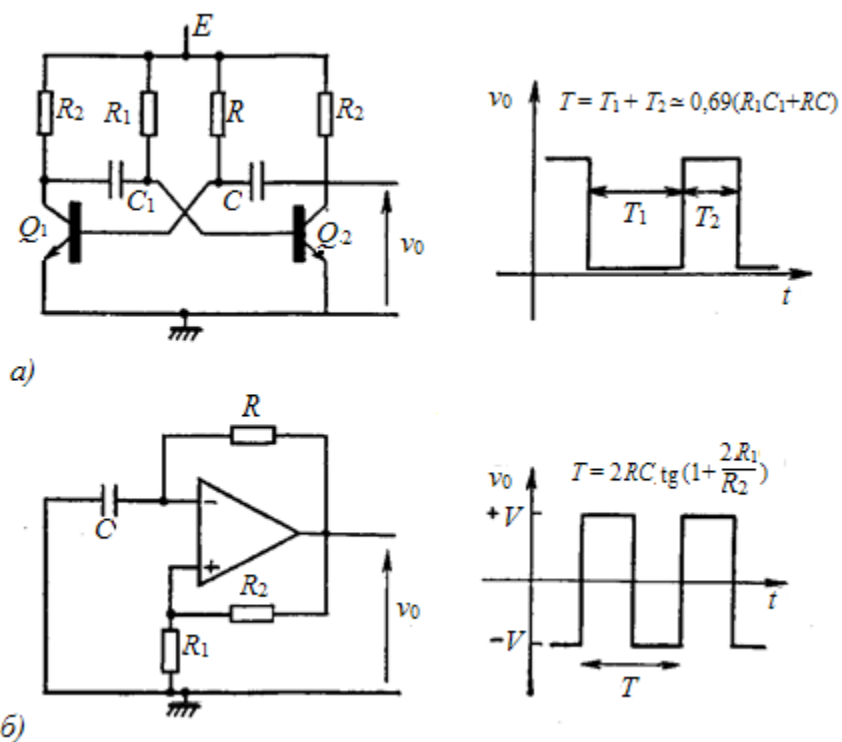 E
v₀
T = T₁ + T₂ ≃ 0,69(R₁C₁+RC)
R₂
R₁
R
R₂
C₁
C
Q₁
Q.2
v₀
T₁
T₂
t
а)
R
T = 2RC. tg (1+ 2R₁/R₂)
v₀
+V
C
−
+
R₂
v₀
t
R₁
−V
T
б)